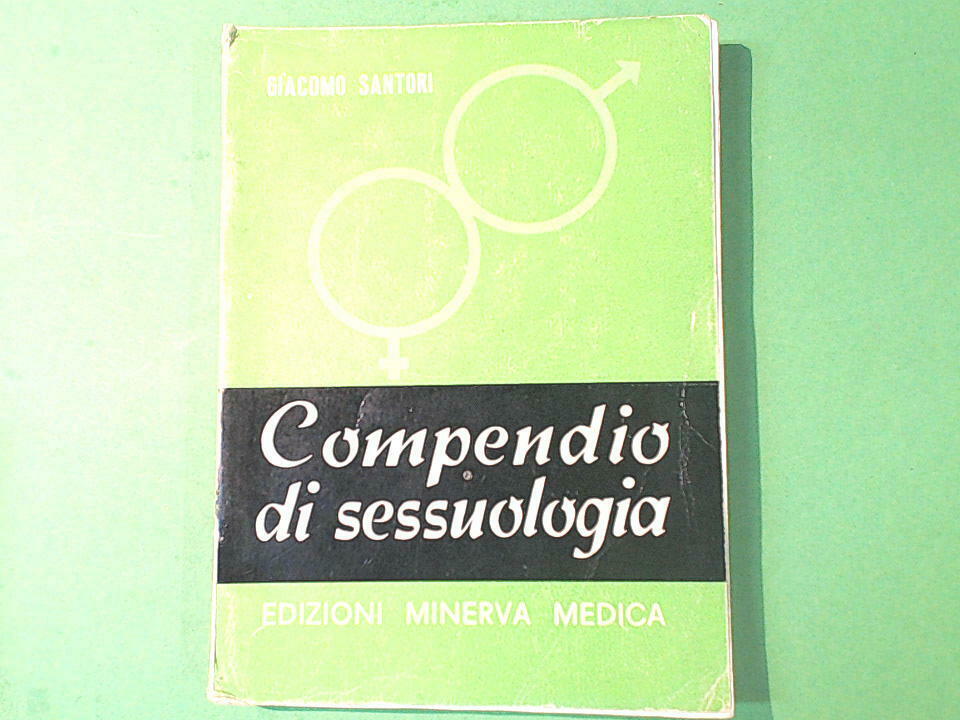 GIACOMO SANTORI
Compendio
di sessuologia
EDIZIONI MINERVA MEDICA